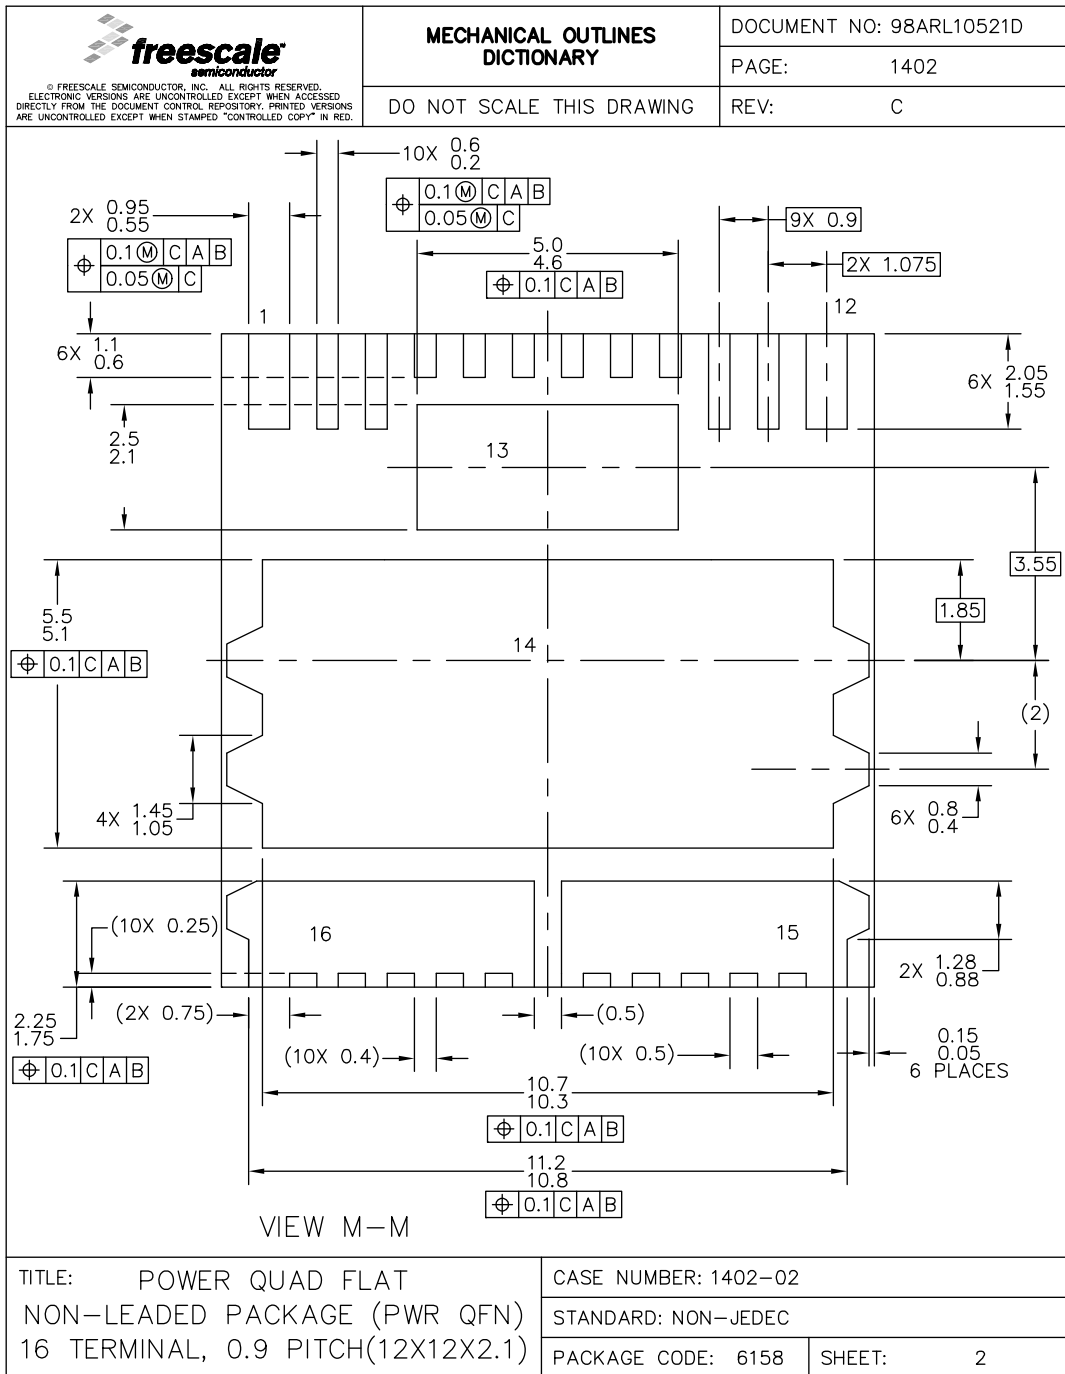 freescale
semiconductor
© FREESCALE SEMICONDUCTOR, INC. ALL RIGHTS RESERVED.
ELECTRONIC VERSIONS ARE UNCONTROLLED EXCEPT WHEN ACCESSED
DIRECTLY FROM THE DOCUMENT CONTROL REPOSITORY. PRINTED VERSIONS
ARE UNCONTROLLED EXCEPT WHEN STAMPED "CONTROLLED COPY" IN RED.
MECHANICAL OUTLINES
DICTIONARY
DO NOT SCALE THIS DRAWING
DOCUMENT NO: 98ARL10521D
PAGE: 1402
REV: C
10X 0.6
0.2
⌖ 0.1 Ⓜ C A B
0.05 Ⓜ C
2X 0.95
0.55
⌖ 0.1 Ⓜ C A B
0.05 Ⓜ C
5.0
4.6
⌖ 0.1 C A B
9X 0.9
2X 1.075
1
12
6X 1.1
0.6
6X 2.05
1.55
2.5
2.1
13
3.55
1.85
5.5
5.1
⌖ 0.1 C A B
14
(2)
4X 1.45
1.05
6X 0.8
0.4
(10X 0.25)
16
15
2X 1.28
0.88
2.25
1.75
⌖ 0.1 C A B
(2X 0.75)
(0.5)
(10X 0.4)
(10X 0.5)
0.15
0.05
6 PLACES
10.7
10.3
⌖ 0.1 C A B
11.2
10.8
⌖ 0.1 C A B
VIEW M–M
TITLE: POWER QUAD FLAT
NON–LEADED PACKAGE (PWR QFN)
16 TERMINAL, 0.9 PITCH(12X12X2.1)
CASE NUMBER: 1402–02
STANDARD: NON–JEDEC
PACKAGE CODE: 6158
SHEET: 2